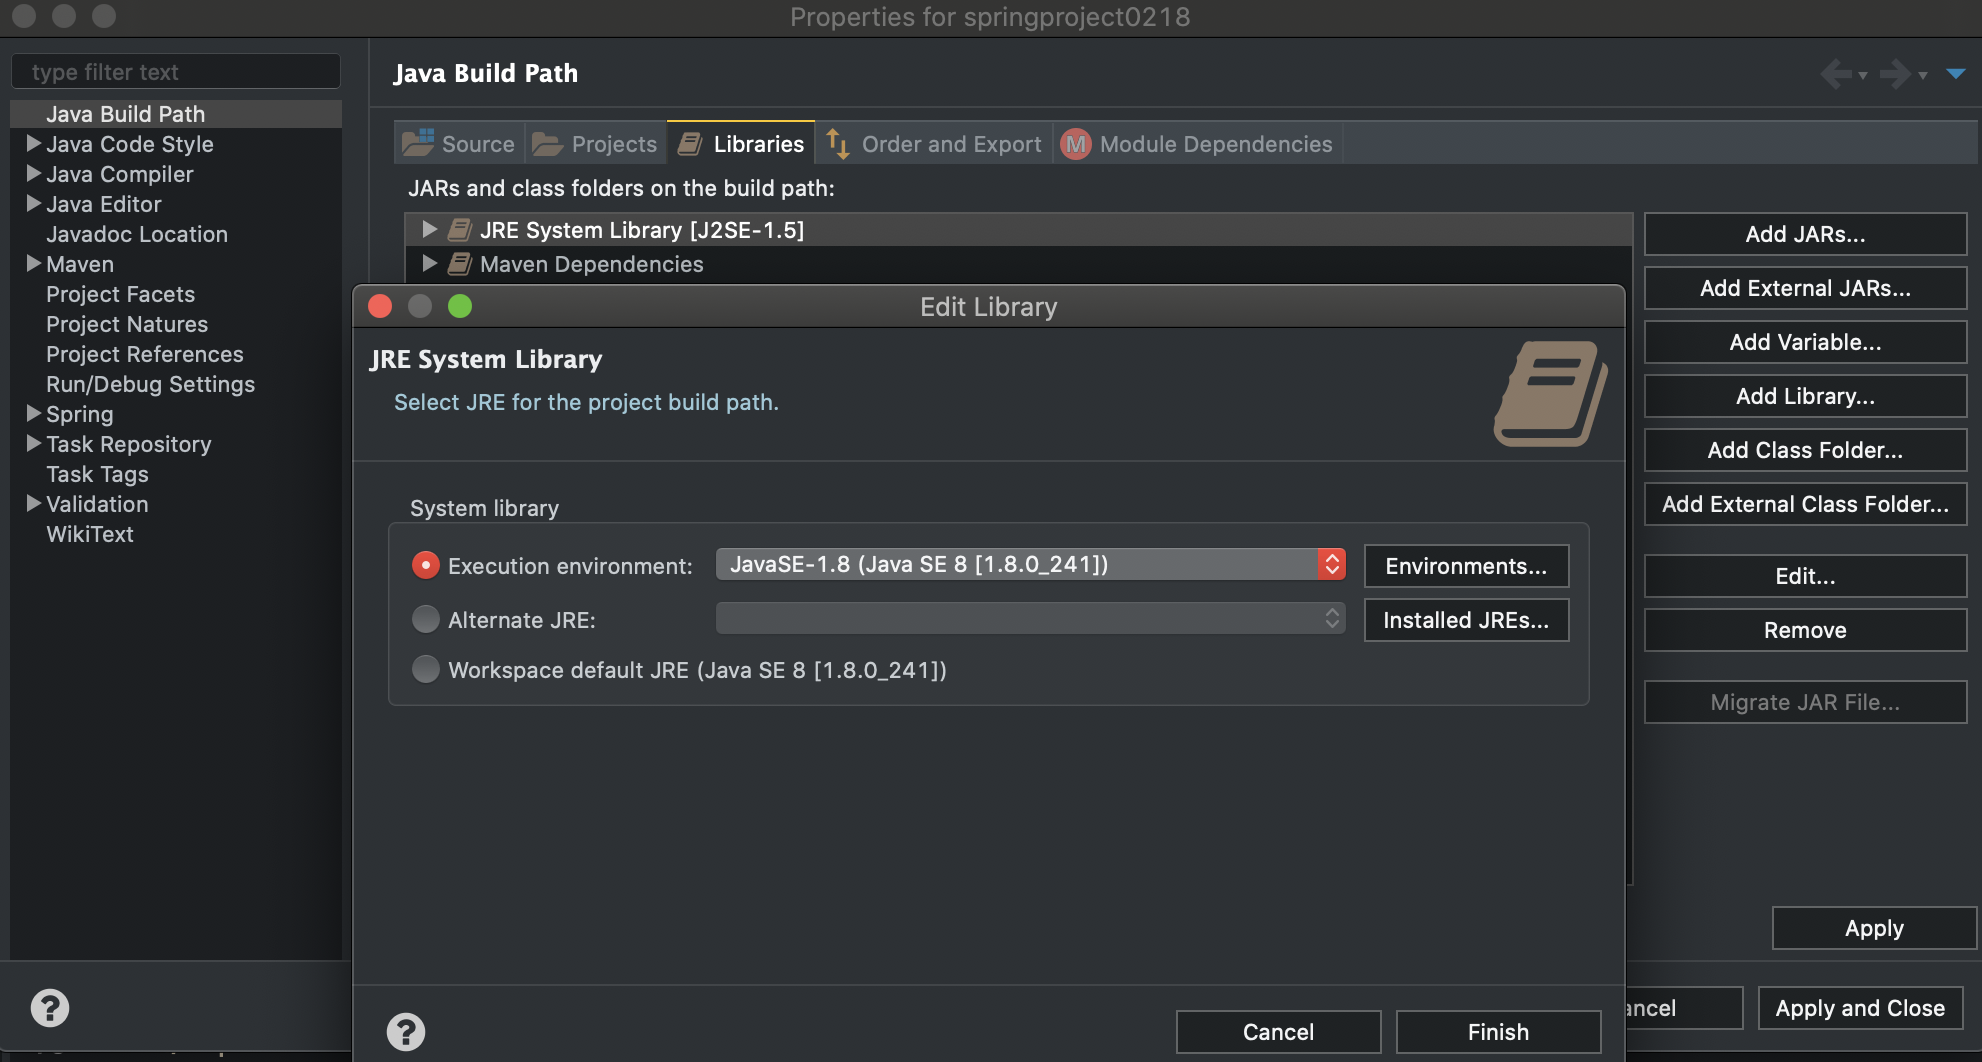 Properties for springproject0218
type filter text
Java Build Path
Java Code Style
Java Compiler
Java Editor
Javadoc Location
Maven
Project Facets
Project Natures
Project References
Run/Debug Settings
Spring
Task Repository
Task Tags
Validation
WikiText
Java Build Path
Source Projects Libraries Order and Export M Module Dependencies
JARs and class folders on the build path:
JRE System Library [J2SE-1.5]
Maven Dependencies
Add JARs...
Add External JARs...
Add Variable...
Add Library...
Add Class Folder...
Add External Class Folder...
Edit...
Remove
Migrate JAR File...
Apply
ancel
Apply and Close
Edit Library
JRE System Library
Select JRE for the project build path.
System library
Execution environment: JavaSE-1.8 (Java SE 8 [1.8.0_241]) Environments...
Alternate JRE: Installed JREs...
Workspace default JRE (Java SE 8 [1.8.0_241])
Cancel Finish